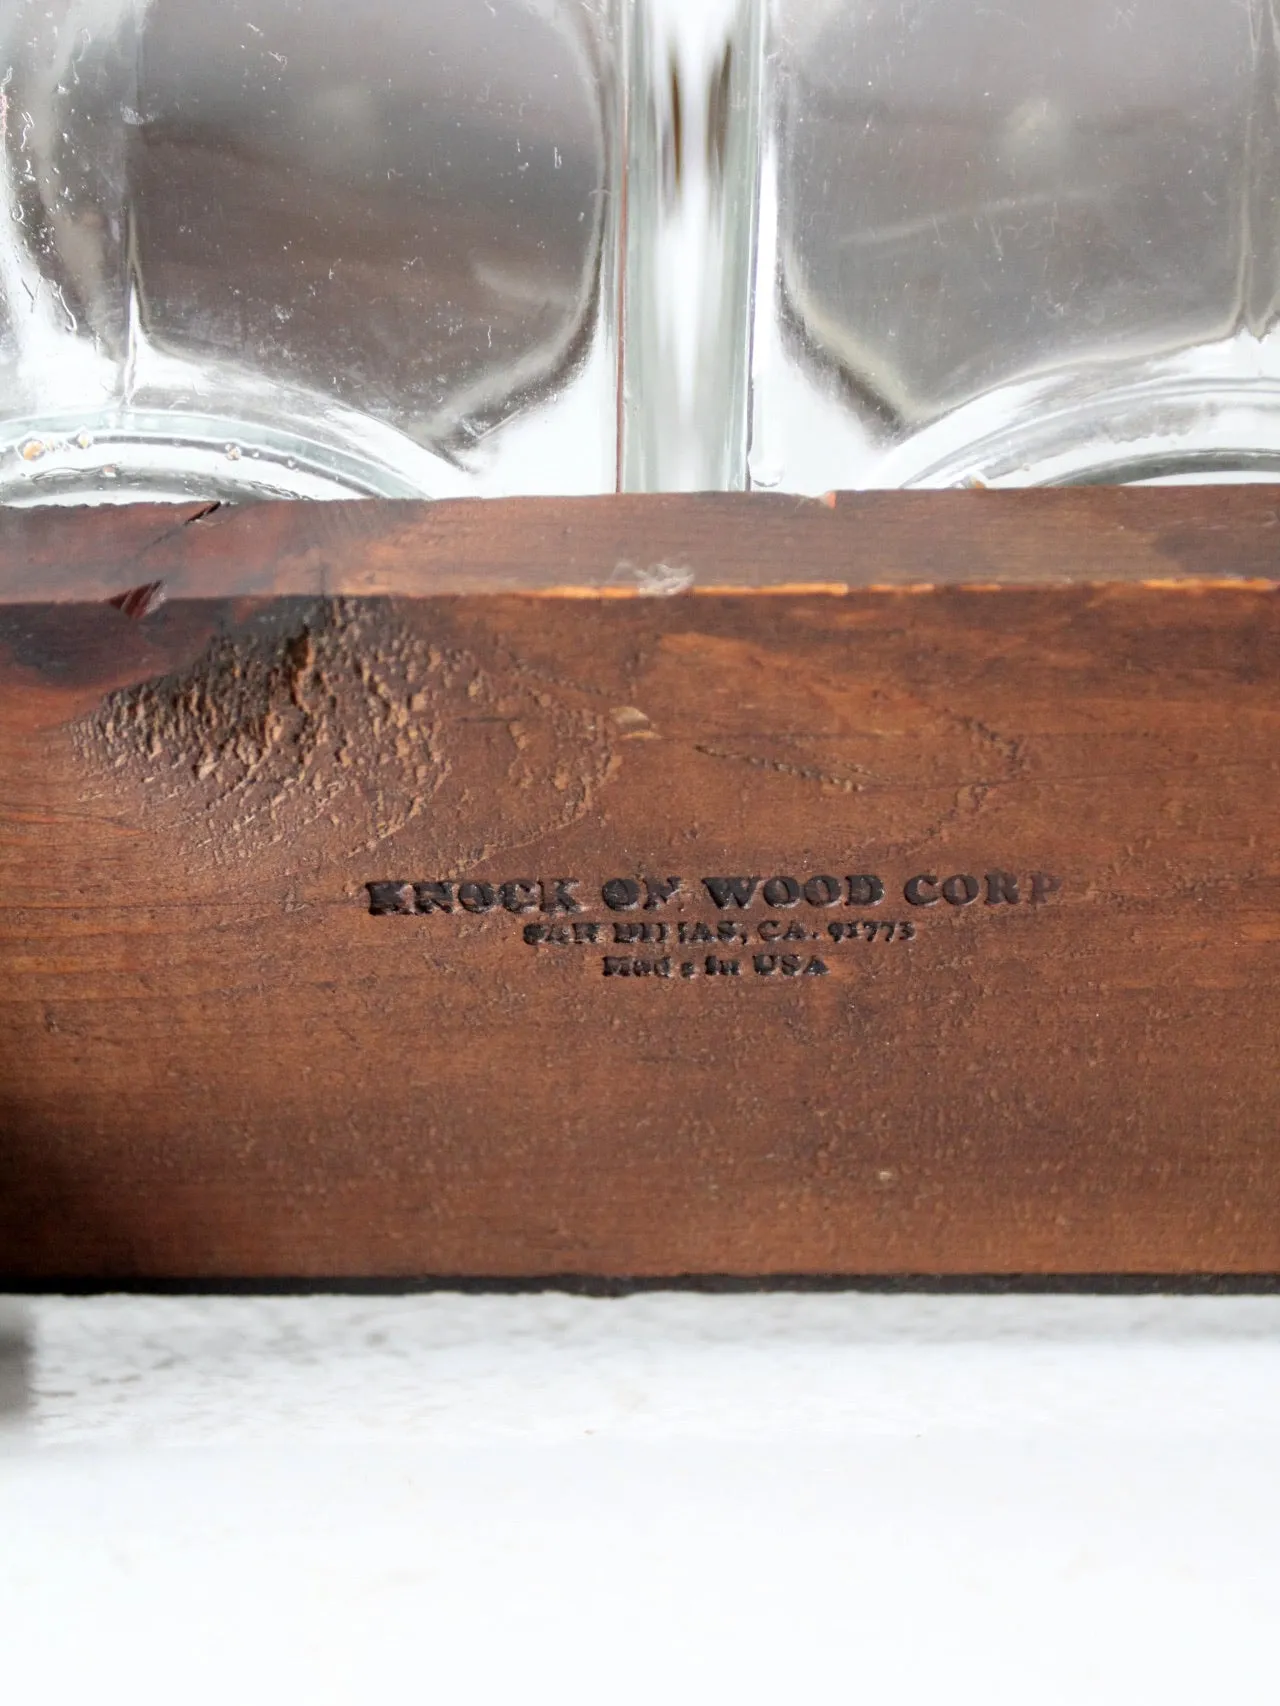 KNOCK ON WOOD CORP
SAN DIMAS, CA. 91773
Made in USA